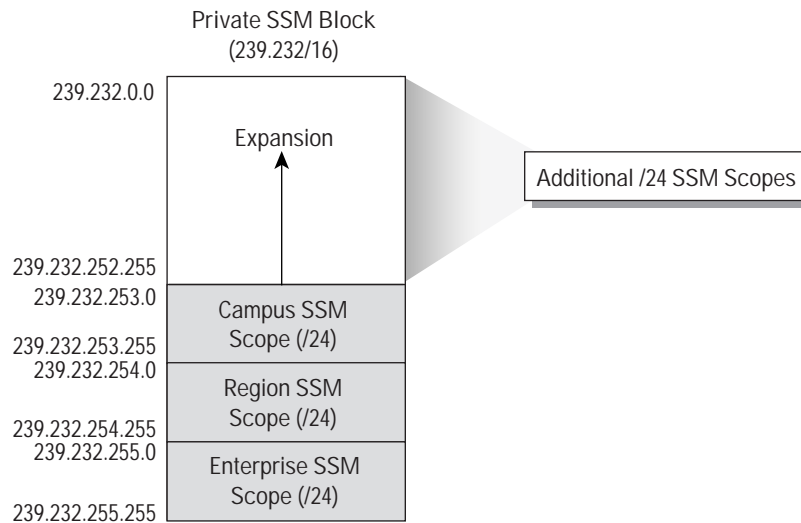 Private SSM Block
(239.232/16)
239.232.0.0
Expansion
Additional /24 SSM Scopes
239.232.252.255
239.232.253.0
Campus SSM
Scope (/24)
239.232.253.255
239.232.254.0
Region SSM
Scope (/24)
239.232.254.255
239.232.255.0
Enterprise SSM
Scope (/24)
239.232.255.255